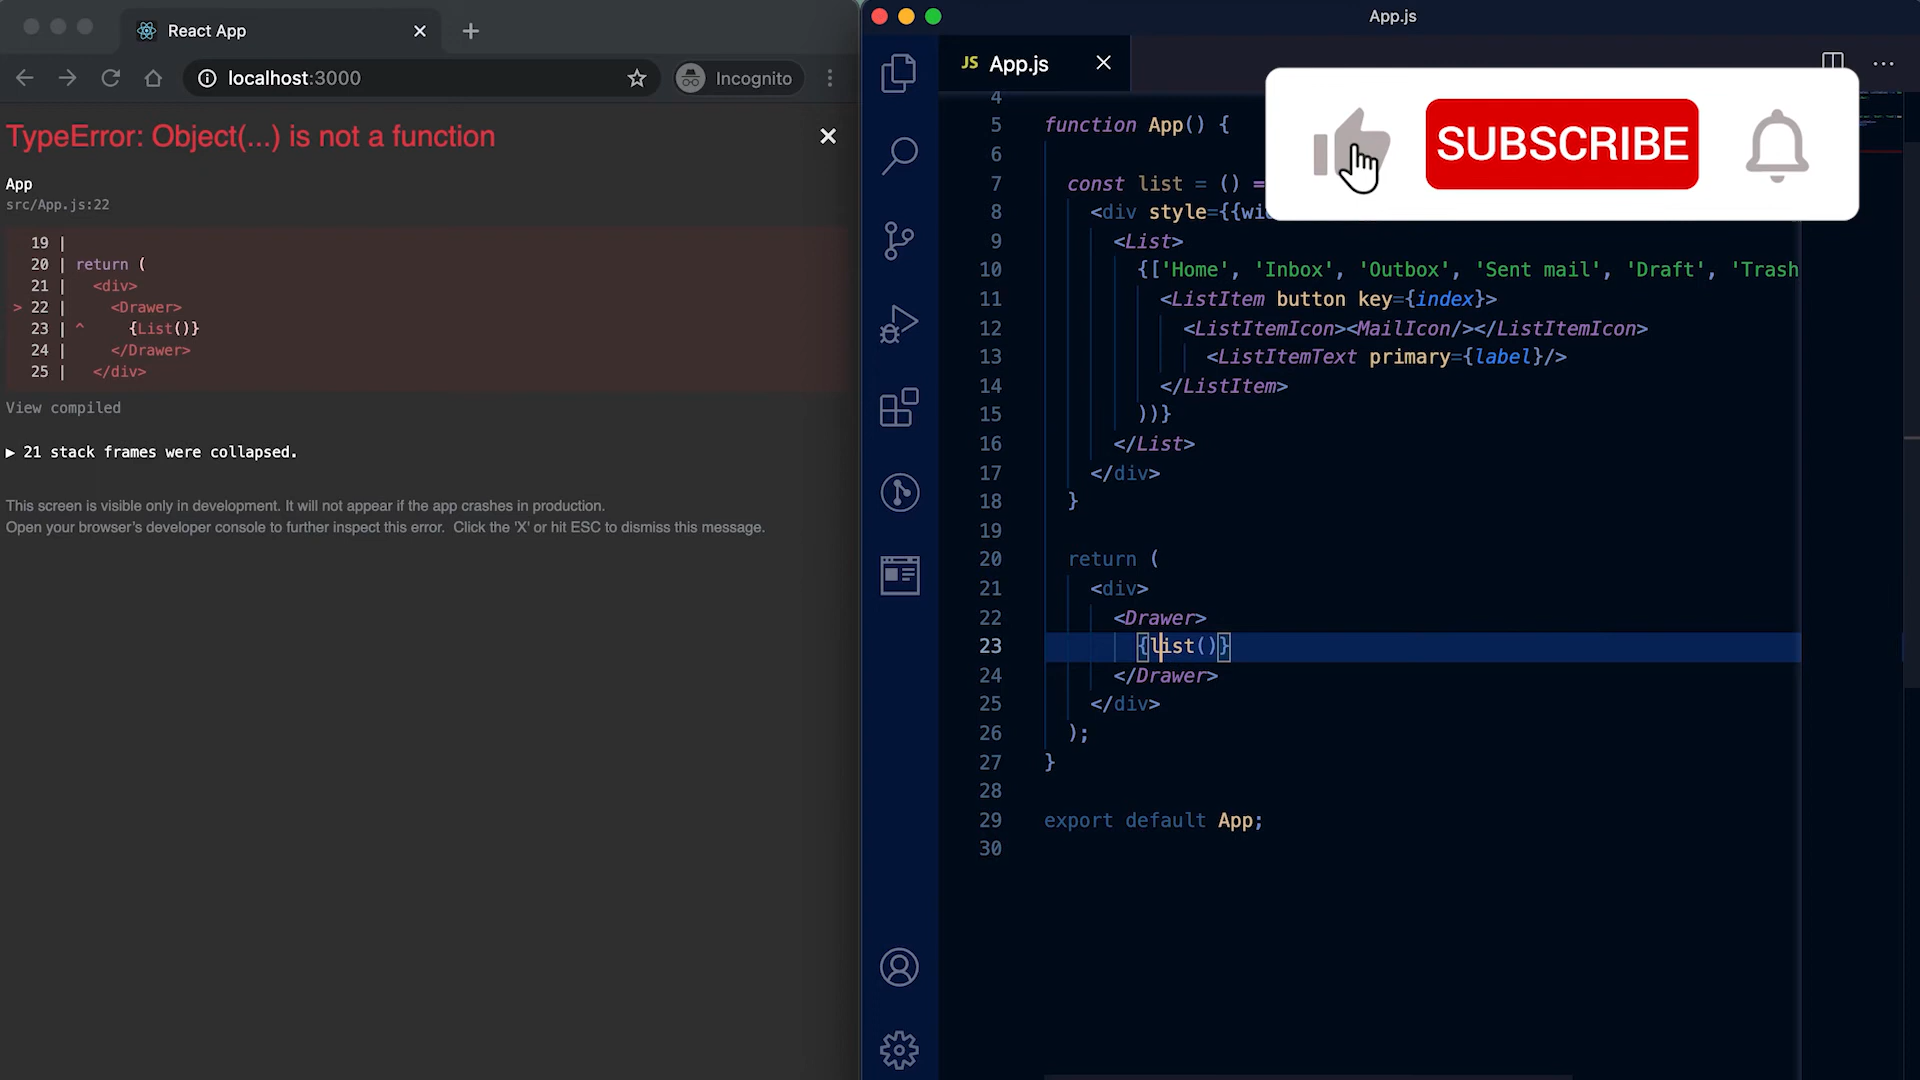 React App
localhost:3000
Incognito
TypeError: Object(...) is not a function
App
src/App.js:22
19 |
20 | return (
21 | <div>
> 22 | <Drawer>
23 | ^ {List()}
24 | </Drawer>
25 | </div>
View compiled
▶ 21 stack frames were collapsed.
This screen is visible only in development. It will not appear if the app crashes in production.
Open your browser's developer console to further inspect this error. Click the 'X' or hit ESC to dismiss this message.
App.js
JS App.js
SUBSCRIBE
4
5 function App() {
6
7 const list = () =
8 <div style={{wi
9 <List>
10 {['Home', 'Inbox', 'Outbox', 'Sent mail', 'Draft', 'Trash
11 <ListItem button key={index}>
12 <ListItemIcon><MailIcon/></ListItemIcon>
13 <ListItemText primary={label}/>
14 </ListItem>
15 ))}
16 </List>
17 </div>
18 }
19
20 return (
21 <div>
22 <Drawer>
23 {list()}
24 </Drawer>
25 </div>
26 );
27 }
28
29 export default App;
30